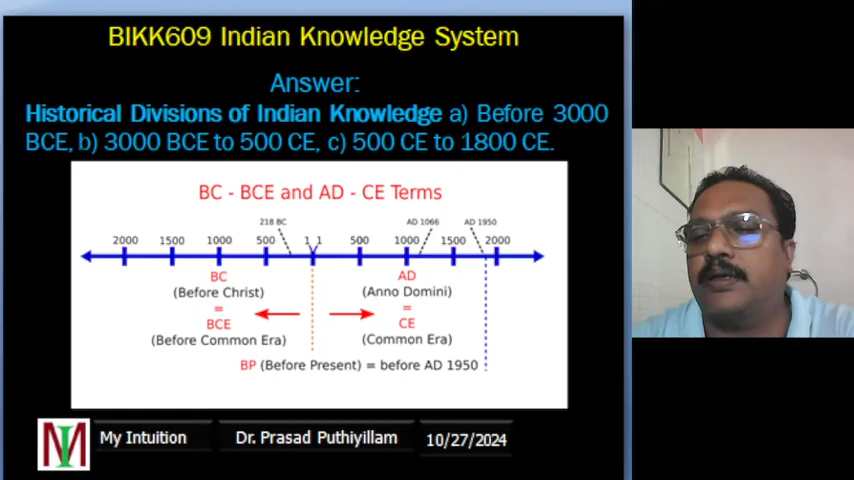 BIKK609 Indian Knowledge System
Answer:
Historical Divisions of Indian Knowledge a) Before 3000
BCE, b) 3000 BCE to 500 CE, c) 500 CE to 1800 CE.
BC - BCE and AD - CE Terms
218 BC AD 1066 AD 1950
2000 1500 1000 500 1 1 500 1000 1500 2000
BC AD
(Before Christ) (Anno Domini)
= =
BCE CE
(Before Common Era) (Common Era)
BP (Before Present) = before AD 1950
MI My Intuition Dr. Prasad Puthiyillam 10/27/2024